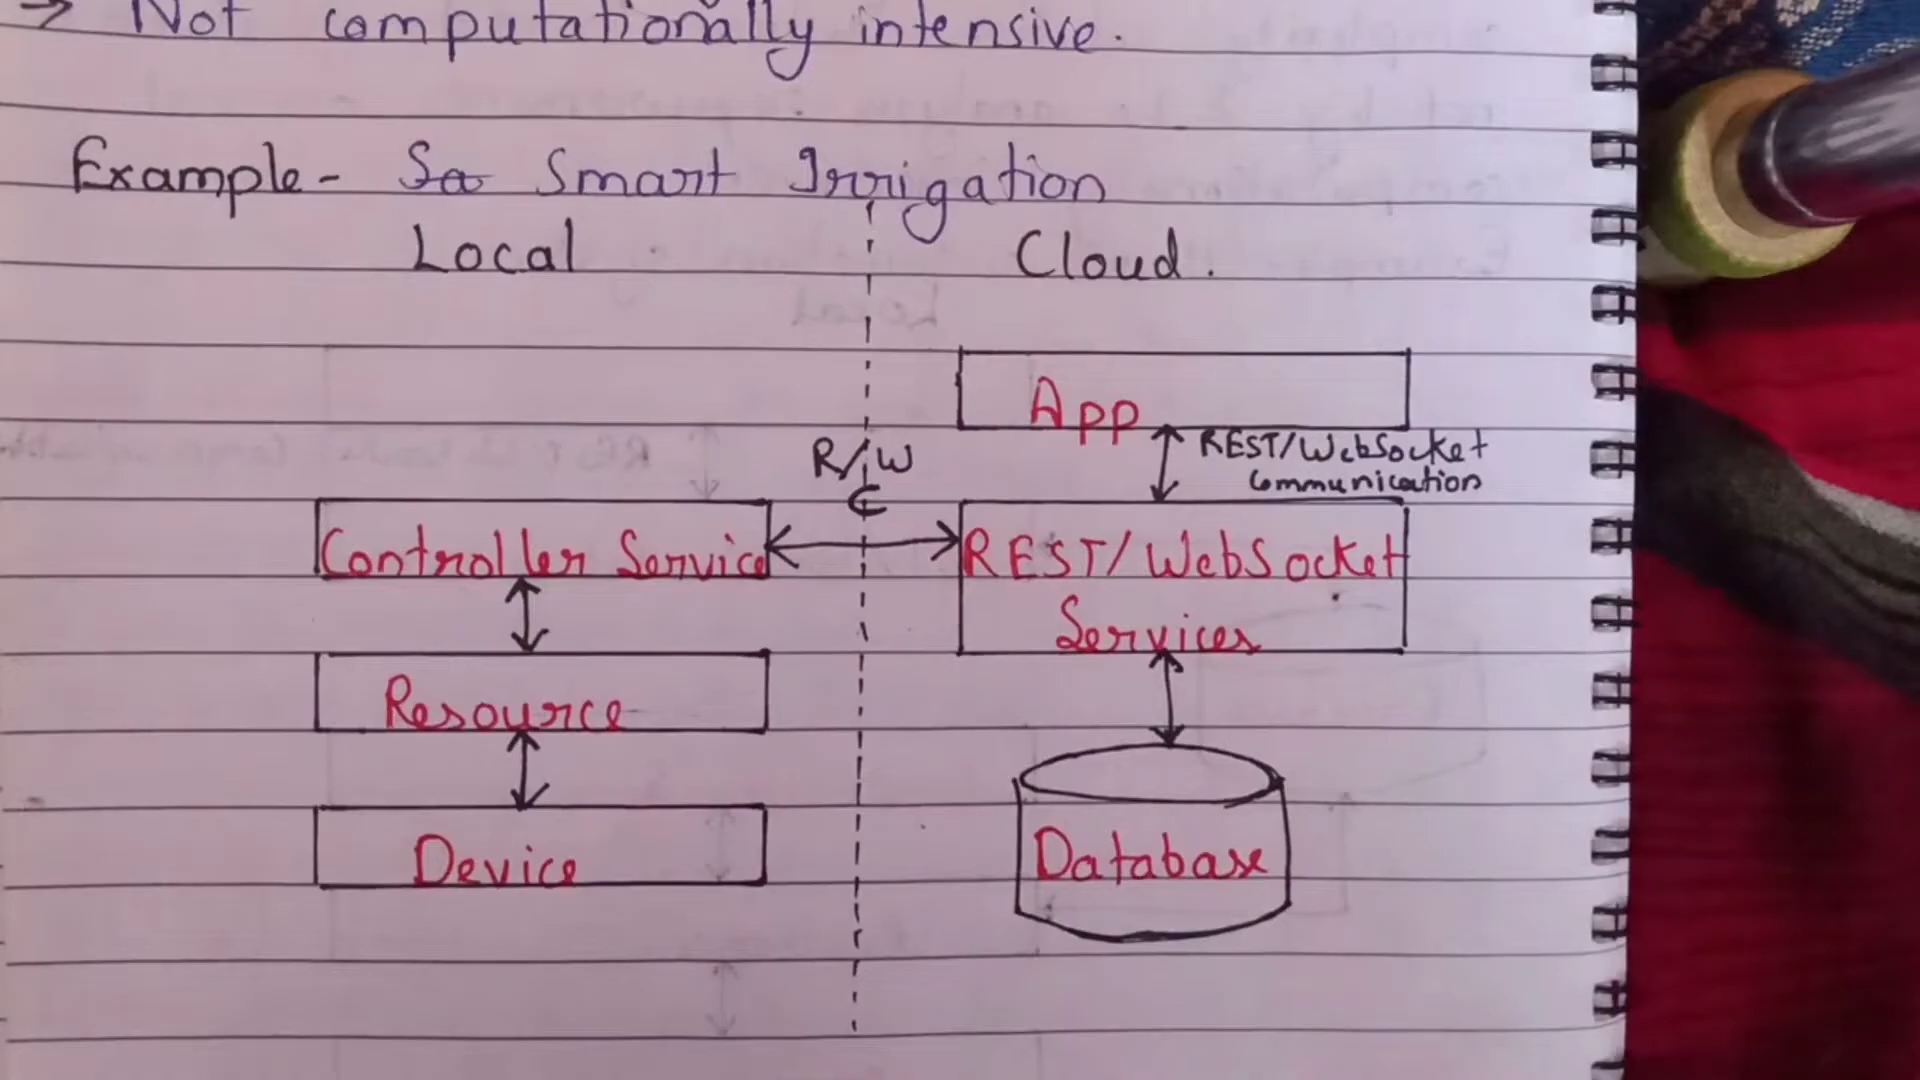 → Not computationally intensive.
Example - Sa Smart Irrigation
Local
Cloud.
App
R/W
REST/WebSocket
Communication
Controller Service
REST/WebSocket
Services
Resource
Device
Database